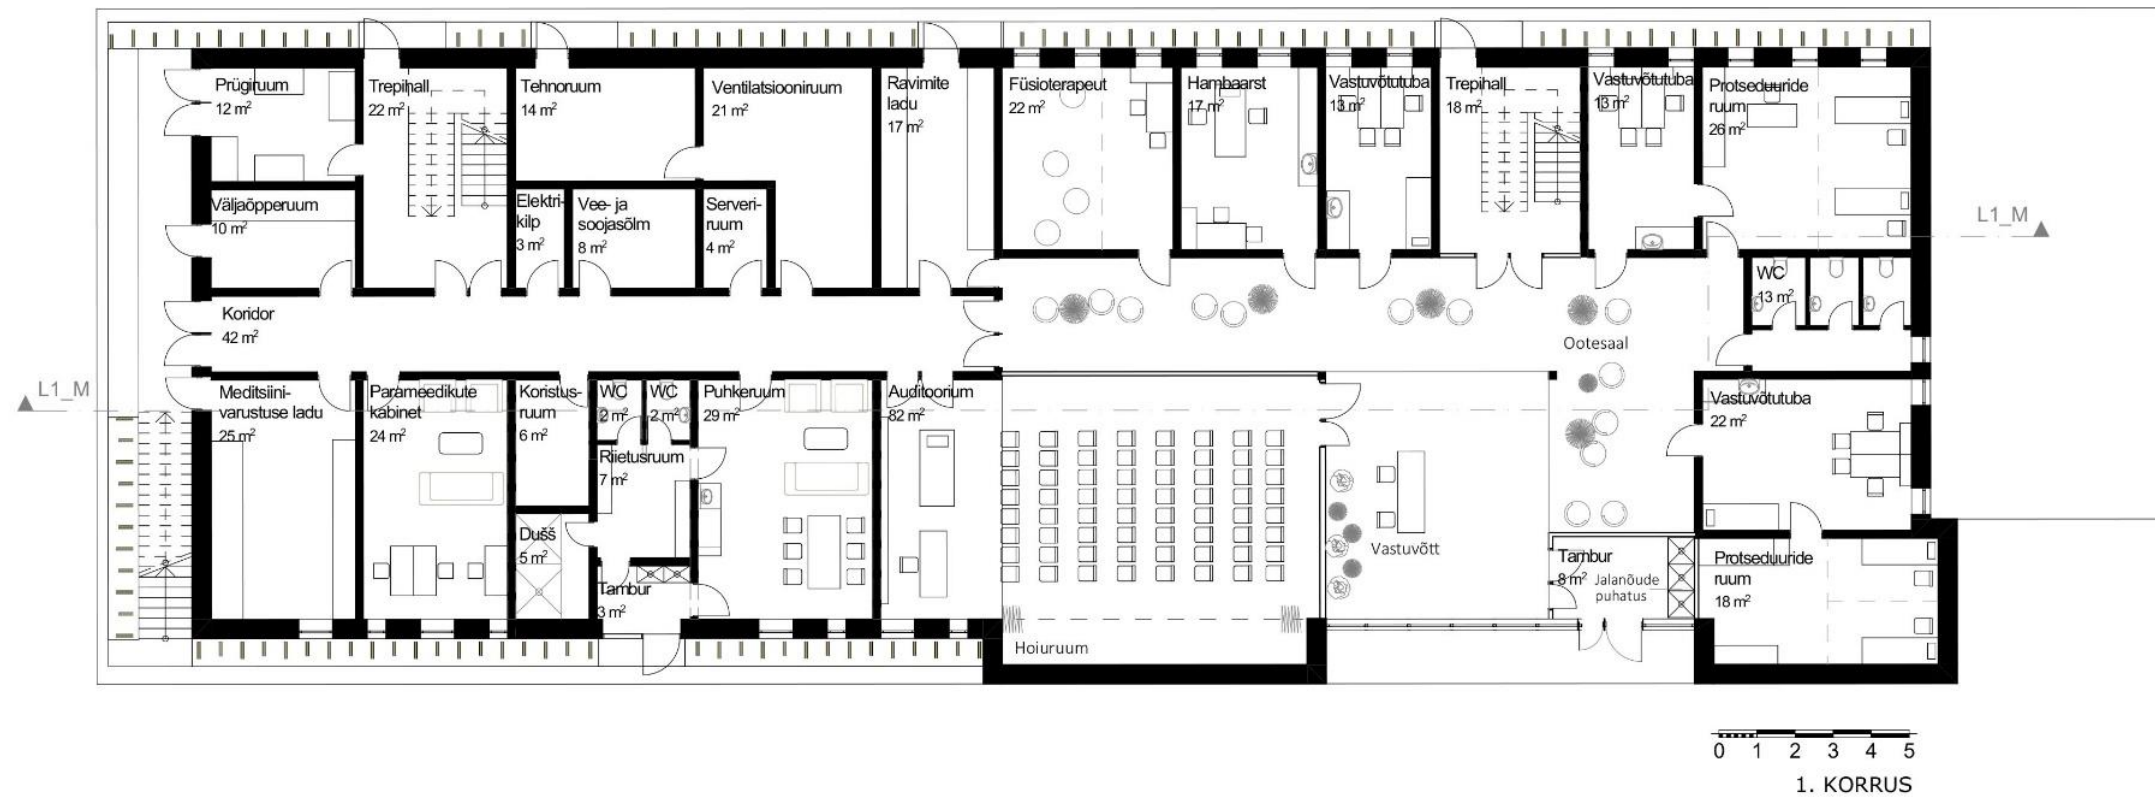 Prügiruum
12 m²
Trepihall
22 m²
Tehnoruum
14 m²
Ventilatsiooniruum
21 m²
Ravimite
ladu
17 m²
Füsioterapeut
22 m²
Hambaarst
17 m²
Vastuvõtutuba
13 m²
Trepihall
18 m²
Vastuvõtutuba
13 m²
Protseduuride
ruum
26 m²
Väljaõpperuum
10 m²
Elektri-
kilp
3 m²
Vee- ja
soojasõlm
8 m²
Serveri-
ruum
4 m²
L1_M
WC
13 m²
Koridor
42 m²
Ootesaal
L1_M
Meditsiini-
varustuse ladu
25 m²
Parameedikute
kabinet
24 m²
Koristus-
ruum
6 m²
WC
2 m²
WC
2 m²
Puhkeruum
29 m²
Auditoorium
82 m²
Vastuvõtutuba
22 m²
Riietusruum
7 m²
Dušš
5 m²
Tambur
3 m²
Vastuvõtt
Tambur
8 m²
Jalanõude
puhatus
Protseduuride
ruum
18 m²
Hoiuruum
0 1 2 3 4 5
1. KORRUS